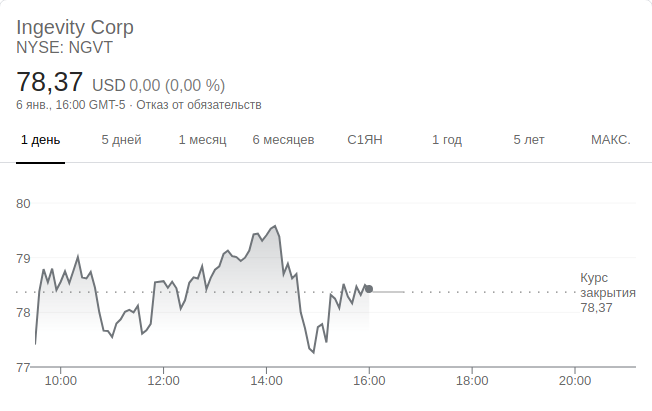 Ingevity Corp
NYSE: NGVT
78,37 USD 0,00 (0,00 %)
6 янв., 16:00 GMT-5 · Отказ от обязательств
1 день 5 дней 1 месяц 6 месяцев С1ЯН 1 год 5 лет МАКС.
80
79
Курс
закрытия
78,37
78
77
10:00 12:00 14:00 16:00 18:00 20:00